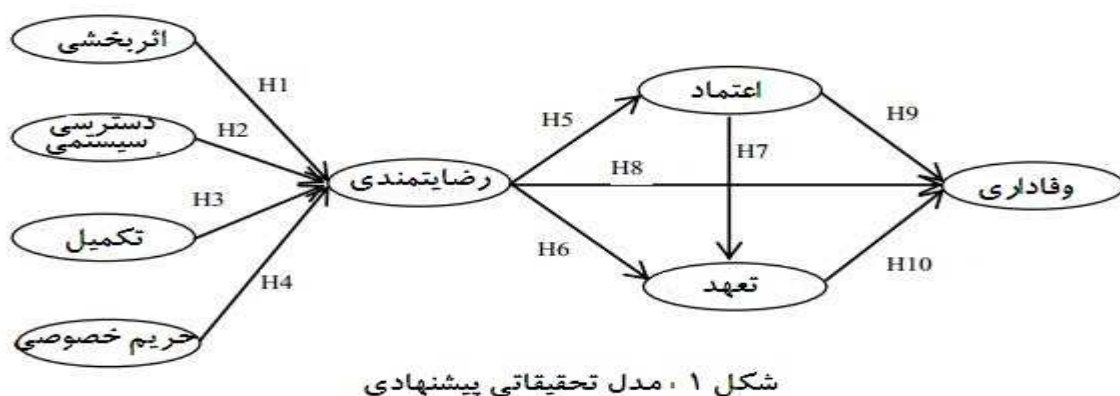 اثربخشی
H1
دسترسی
سیستمی
H2
تکمیل
H3
حریم خصوصی
H4
رضایتمندی
H5
H6
اعتماد
H7
H8
تعهد
H9
H10
وفاداری
شکل ۱ . مدل تحقیقاتی پیشنهادی